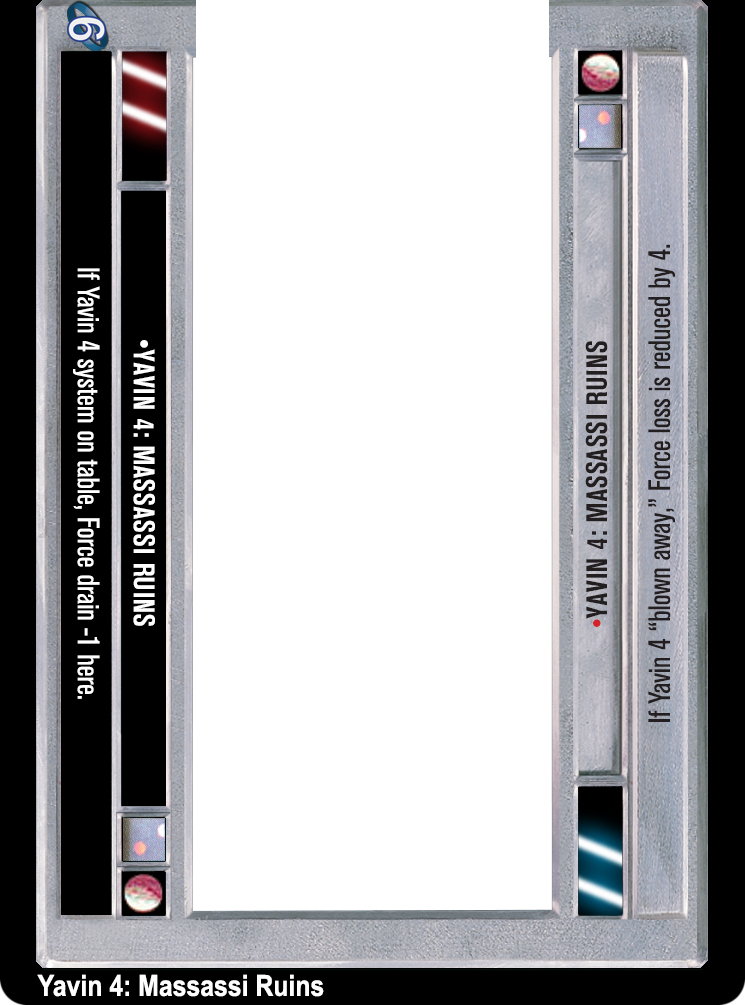 6
If Yavin 4 system on table, Force drain -1 here.
•YAVIN 4: MASSASSI RUINS
•YAVIN 4: MASSASSI RUINS
If Yavin 4 “blown away,” Force loss is reduced by 4.
Yavin 4: Massassi Ruins